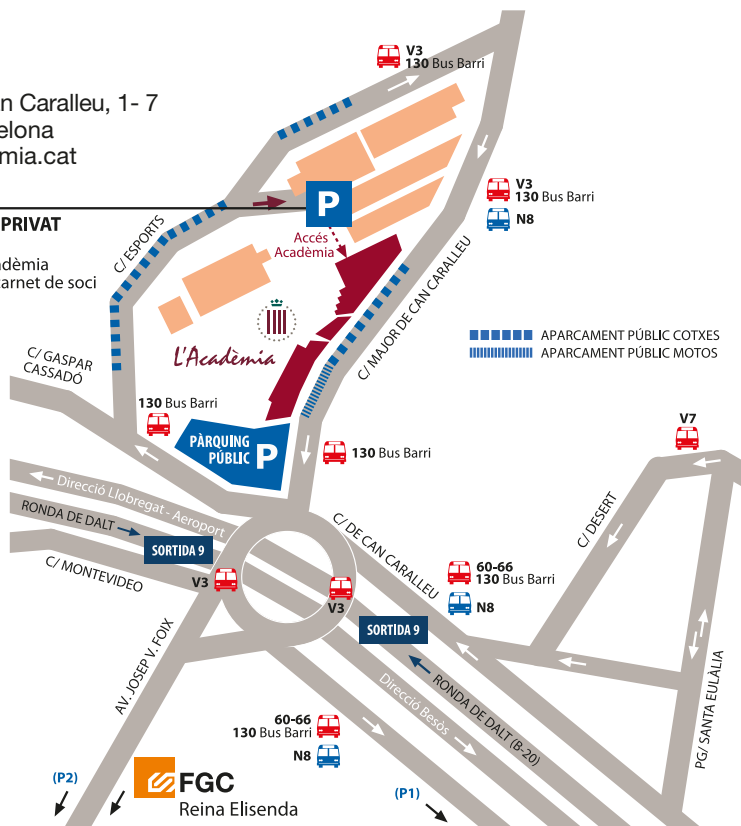 V3
130 Bus Barri
n Caralleu, 1- 7
elona
mia.cat
V3
130 Bus Barri
N8
P
PRIVAT
Accés
Acadèmia
adèmia
carnet de soci
C/ ESPORTS
C/ MAJOR DE CAN CARALLEU
APARCAMENT PÚBLIC COTXES
APARCAMENT PÚBLIC MOTOS
L'Acadèmia
C/ GASPAR
CASSADÓ
130 Bus Barri
V7
PÀRQUING
PÚBLIC P
130 Bus Barri
Direcció Llobregat - Aeroport
RONDA DE DALT
SORTIDA 9
C/ MONTEVIDEO
C/ DE CAN CARALLEU
C/ DESERT
V3
V3
60-66
130 Bus Barri
N8
SORTIDA 9
AV. JOSEP V. FOIX
RONDA DE DALT (B-20)
Direcció Besòs
PG/ SANTA EULÀLIA
60-66
130 Bus Barri
N8
(P2)
FGC
Reina Elisenda
(P1)